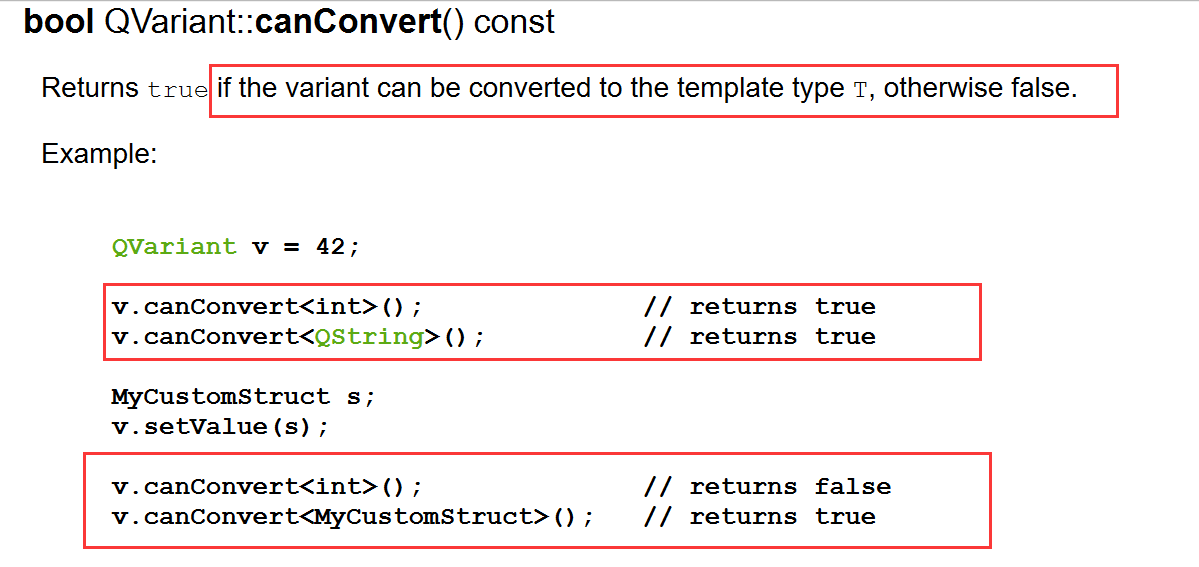 bool QVariant::canConvert() const
Returns true if the variant can be converted to the template type T, otherwise false.
Example:
QVariant v = 42;
v.canConvert<int>();              // returns true
v.canConvert<QString>();          // returns true
MyCustomStruct s;
v.setValue(s);
v.canConvert<int>();              // returns false
v.canConvert<MyCustomStruct>();   // returns true